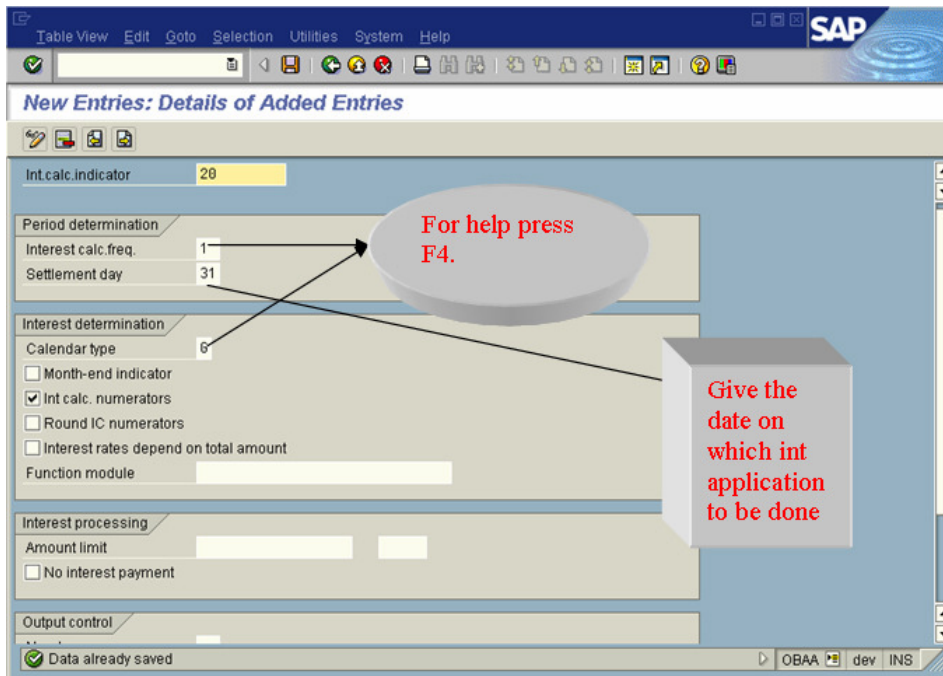 Table View Edit Goto Selection Utilities System Help
SAP
New Entries: Details of Added Entries
Int.calc.indicator 20
Period determination
Interest calc.freq. 1
Settlement day 31
For help press
F4.
Interest determination
Calendar type G
Month-end indicator
Int calc. numerators
Round IC numerators
Interest rates depend on total amount
Function module
Give the
date on
which int
application
to be done
Interest processing
Amount limit
No interest payment
Output control
Data already saved
OBAA dev INS